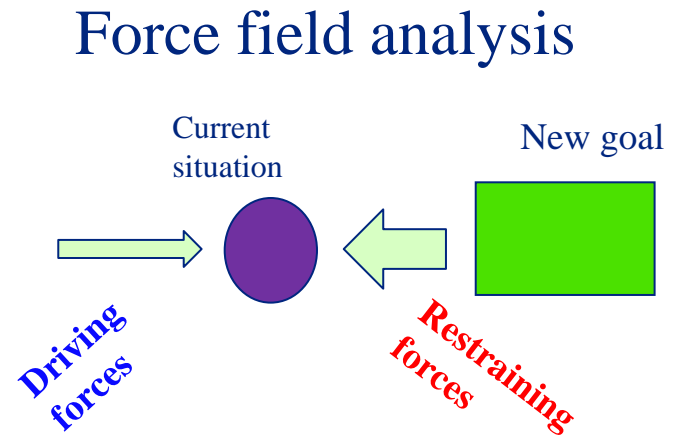 Force field analysis
Current
situation
New goal
Driving
forces
Restraining
forces